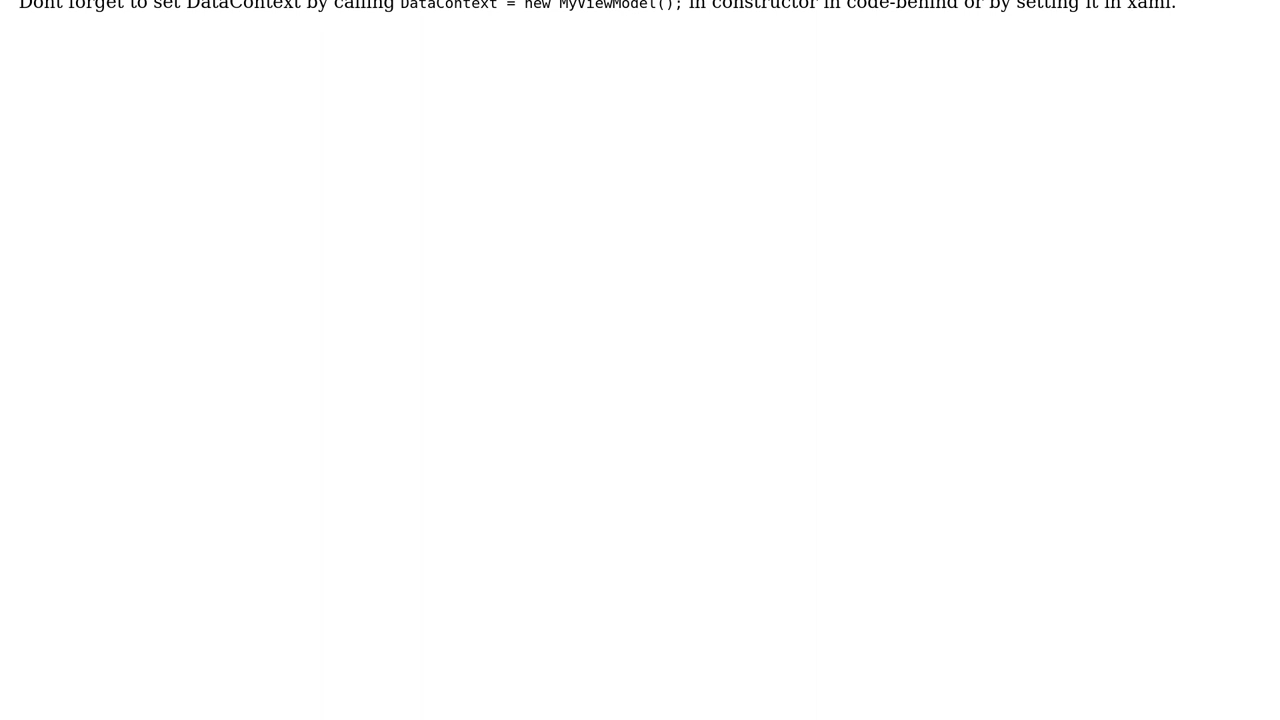 Dont forget to set DataContext by calling DataContext = new MyViewModel(); in constructor in code-behind or by setting it in xaml.